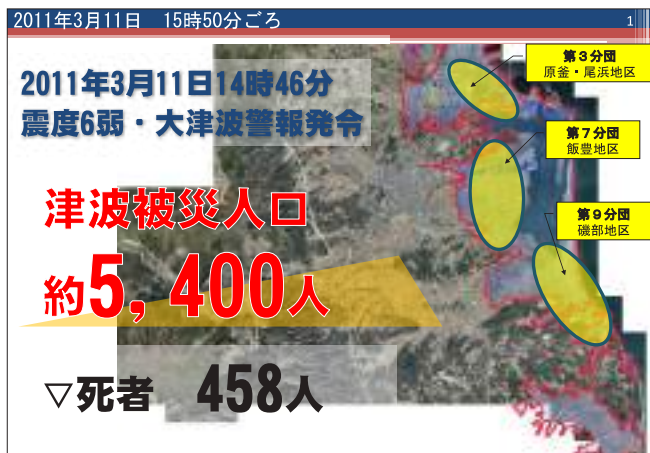 2011年3月11日　15時50分ごろ
1
2011年3月11日14時46分
震度6弱・大津波警報発令
津波被災人口
約5,400人
▽死者　458人
第3分団
原釜・尾浜地区
第7分団
飯豊地区
第9分団
磯部地区